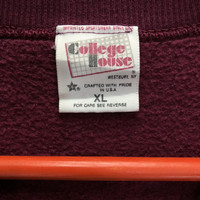 College
House
WESTBURY, NY
CRAFTED WITH PRIDE
IN U.S.A.
XL
FOR CARE SEE REVERSE